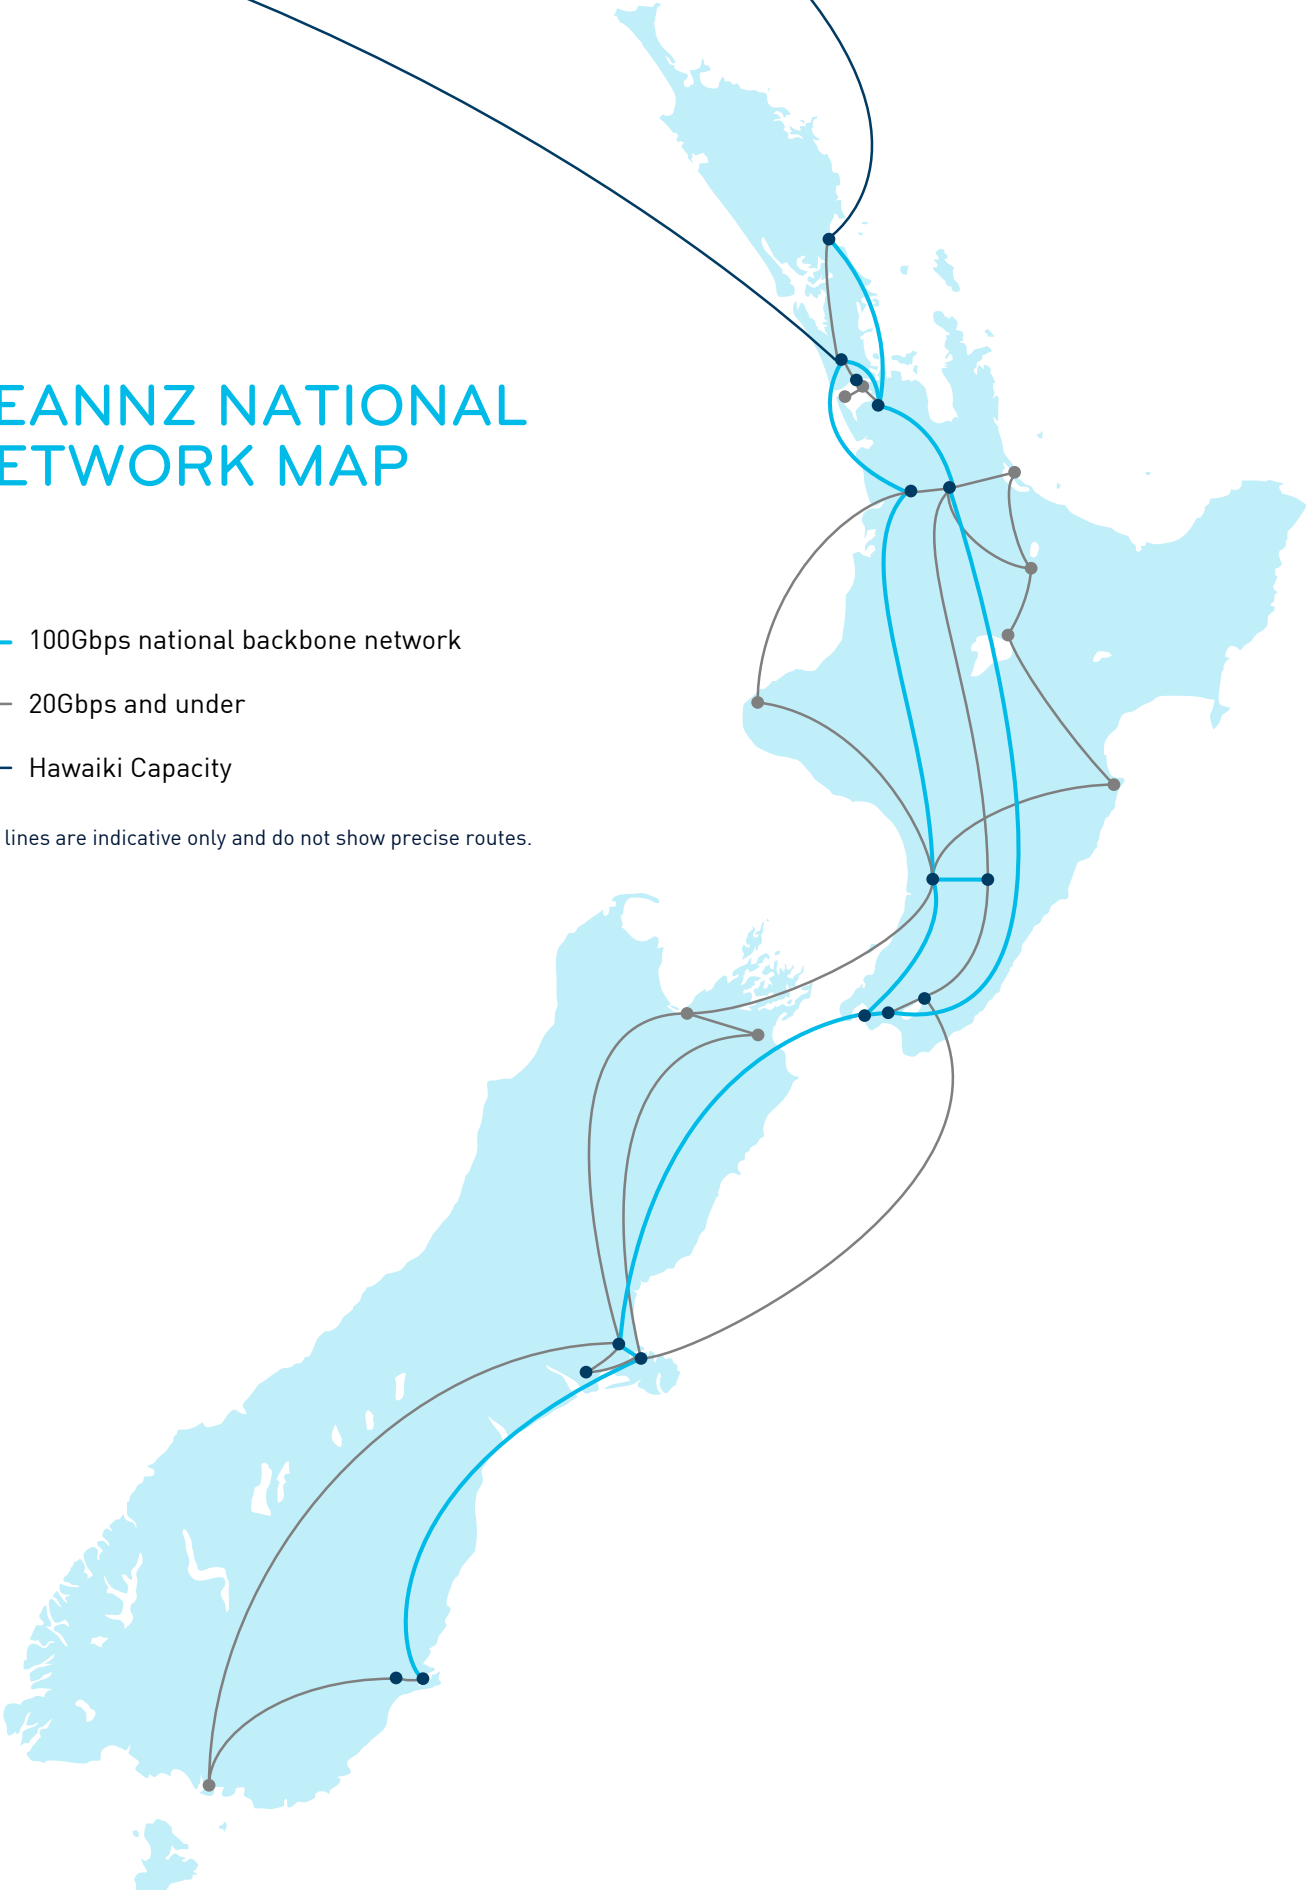 EANNZ NATIONAL
ETWORK MAP
100Gbps national backbone network
20Gbps and under
Hawaiki Capacity
lines are indicative only and do not show precise routes.